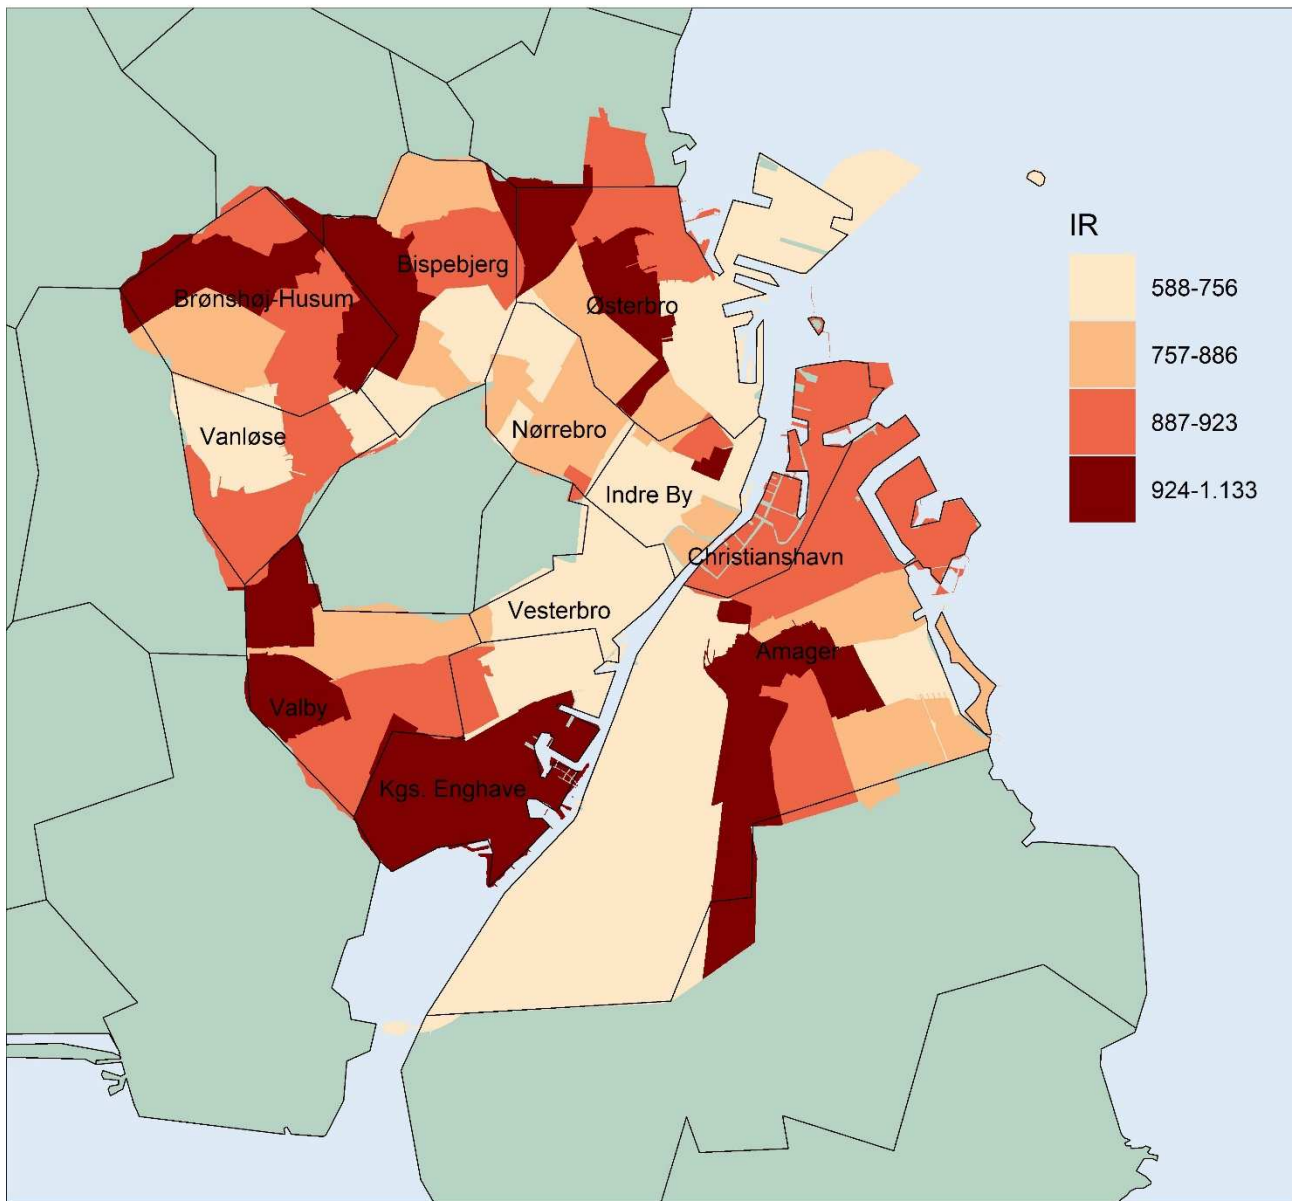 IR
588-756
757-886
887-923
924-1.133
Bispebjerg
Brønshøj-Husum
Østerbro
Vanløse
Nørrebro
Indre By
Christianshavn
Vesterbro
Amager
Valby
Kgs. Enghave